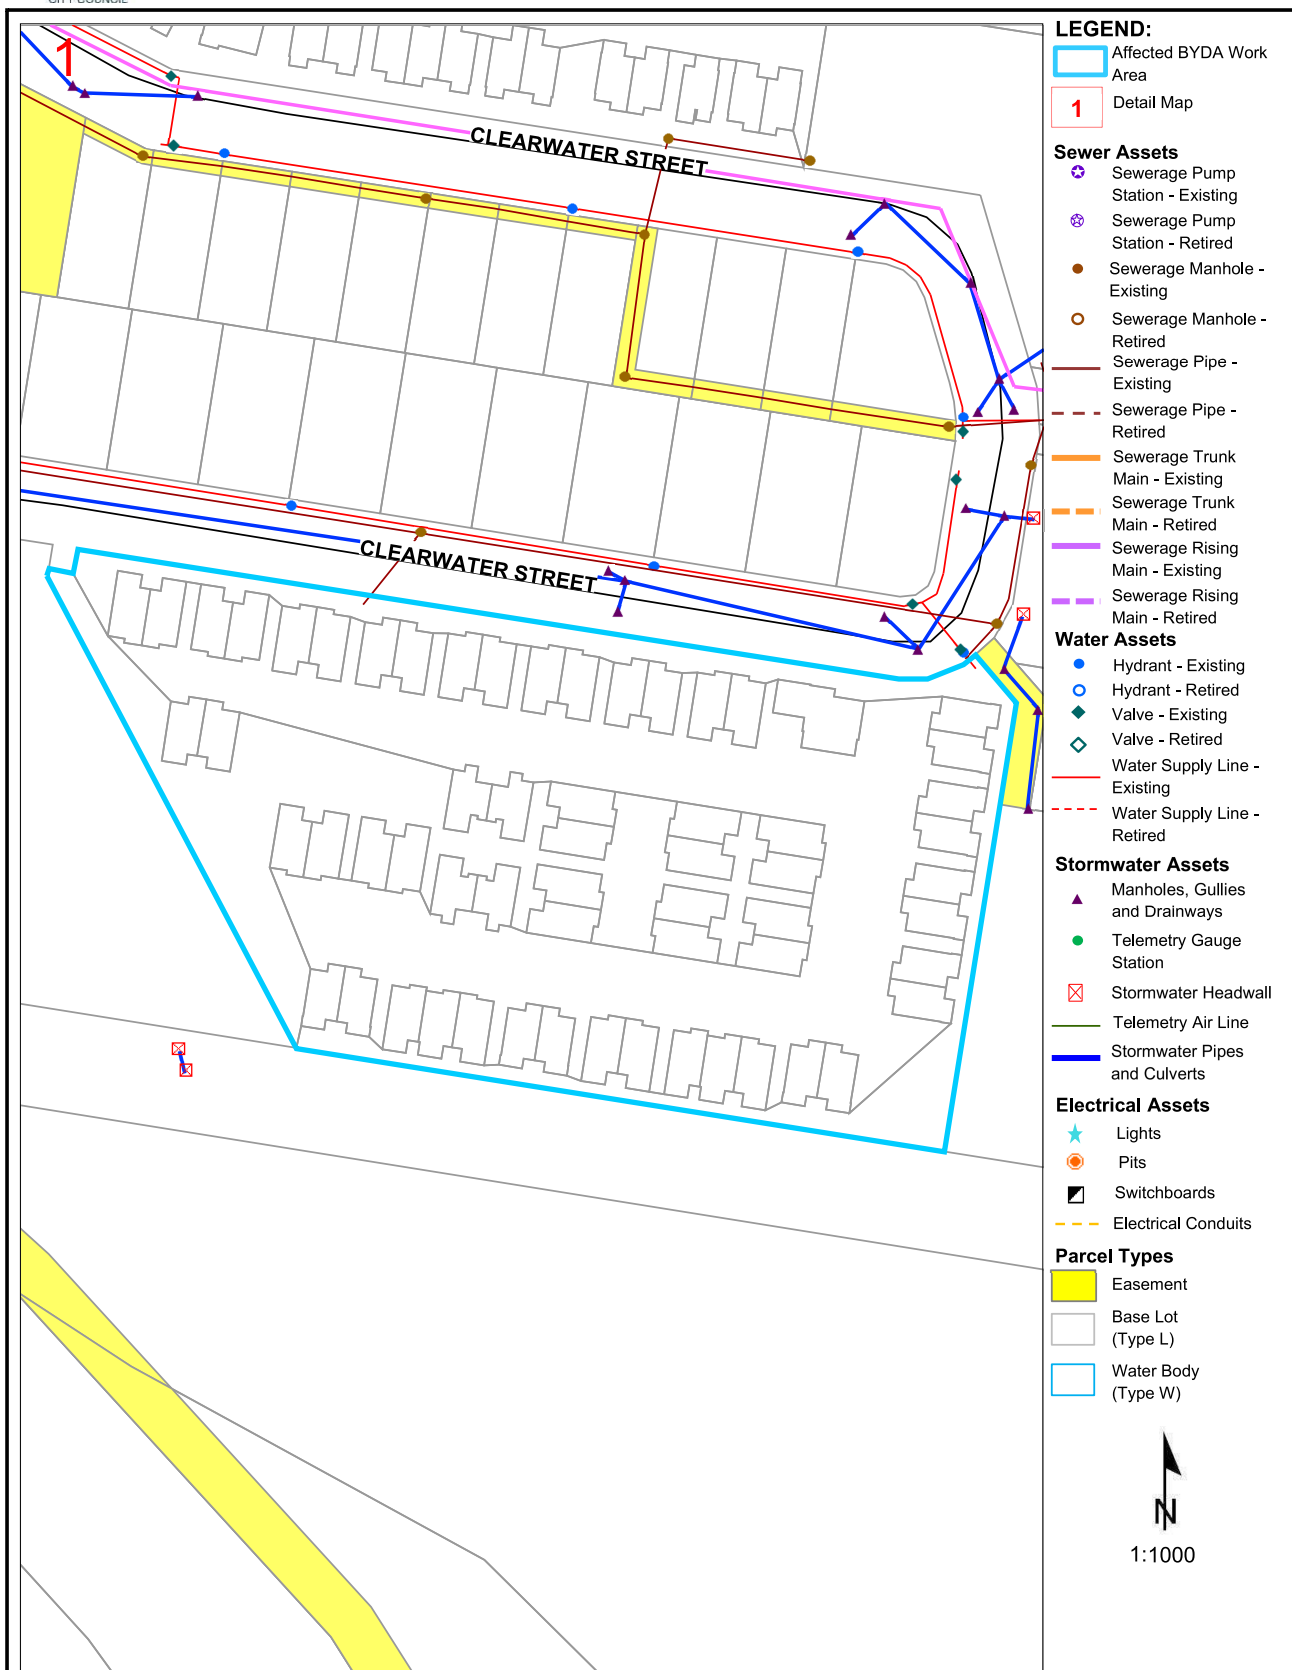 CITY COUNCIL
1
CLEARWATER STREET
CLEARWATER STREET
LEGEND:
Affected BYDA Work
Area
1 Detail Map
Sewer Assets
Sewerage Pump
Station - Existing
Sewerage Pump
Station - Retired
Sewerage Manhole -
Existing
Sewerage Manhole -
Retired
Sewerage Pipe -
Existing
Sewerage Pipe -
Retired
Sewerage Trunk
Main - Existing
Sewerage Trunk
Main - Retired
Sewerage Rising
Main - Existing
Sewerage Rising
Main - Retired
Water Assets
Hydrant - Existing
Hydrant - Retired
Valve - Existing
Valve - Retired
Water Supply Line -
Existing
Water Supply Line -
Retired
Stormwater Assets
Manholes, Gullies
and Drainways
Telemetry Gauge
Station
Stormwater Headwall
Telemetry Air Line
Stormwater Pipes
and Culverts
Electrical Assets
Lights
Pits
Switchboards
Electrical Conduits
Parcel Types
Easement
Base Lot
(Type L)
Water Body
(Type W)
N
1:1000